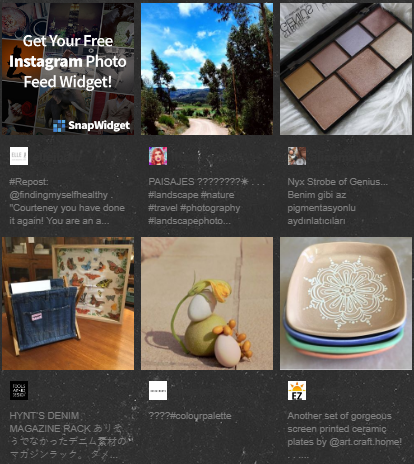 Get Your Free
Instagram Photo
Feed Widget!
SnapWidget
#Repost:
@findingmyselfhealthy .
"Courteney you have done
it again! You are an a...
PAISAJES ????????☀ . . .
#landscape #nature
#travel #photography
#landscapephoto...
Nyx Strobe of Genius...
Benim gibi az
pigmentasyonlu
aydınlatıcıları
HYNT'S DENIM
MAGAZINE RACK ありそ
うでなかったデニム素材の
マガジンラック。 ダメ...
????#colourpalette
EZ
Another set of gorgeous
screen printed ceramic
plates by @art.craft.home!
. . ....